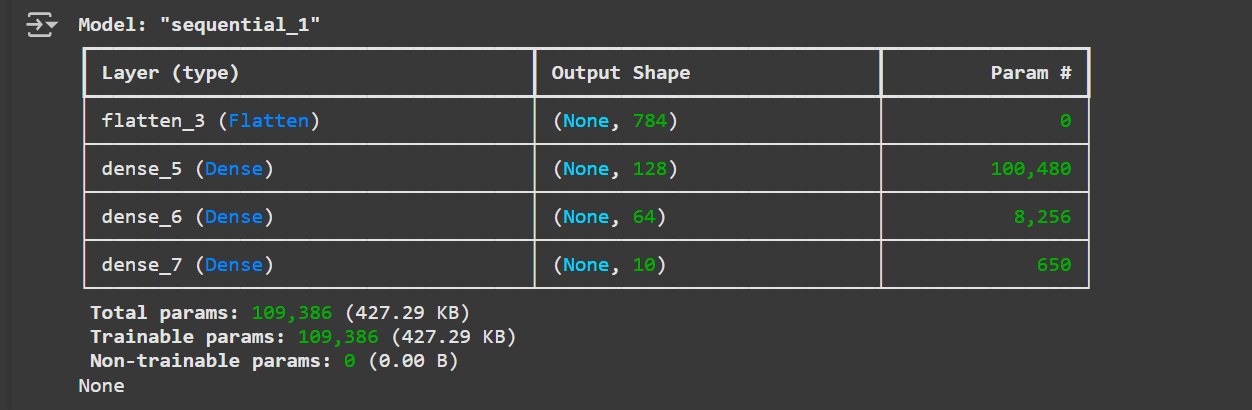 Model: "sequential_1"
Layer (type) Output Shape Param #
flatten_3 (Flatten) (None, 784) 0
dense_5 (Dense) (None, 128) 100,480
dense_6 (Dense) (None, 64) 8,256
dense_7 (Dense) (None, 10) 650
Total params: 109,386 (427.29 KB)
Trainable params: 109,386 (427.29 KB)
Non-trainable params: 0 (0.00 B)
None